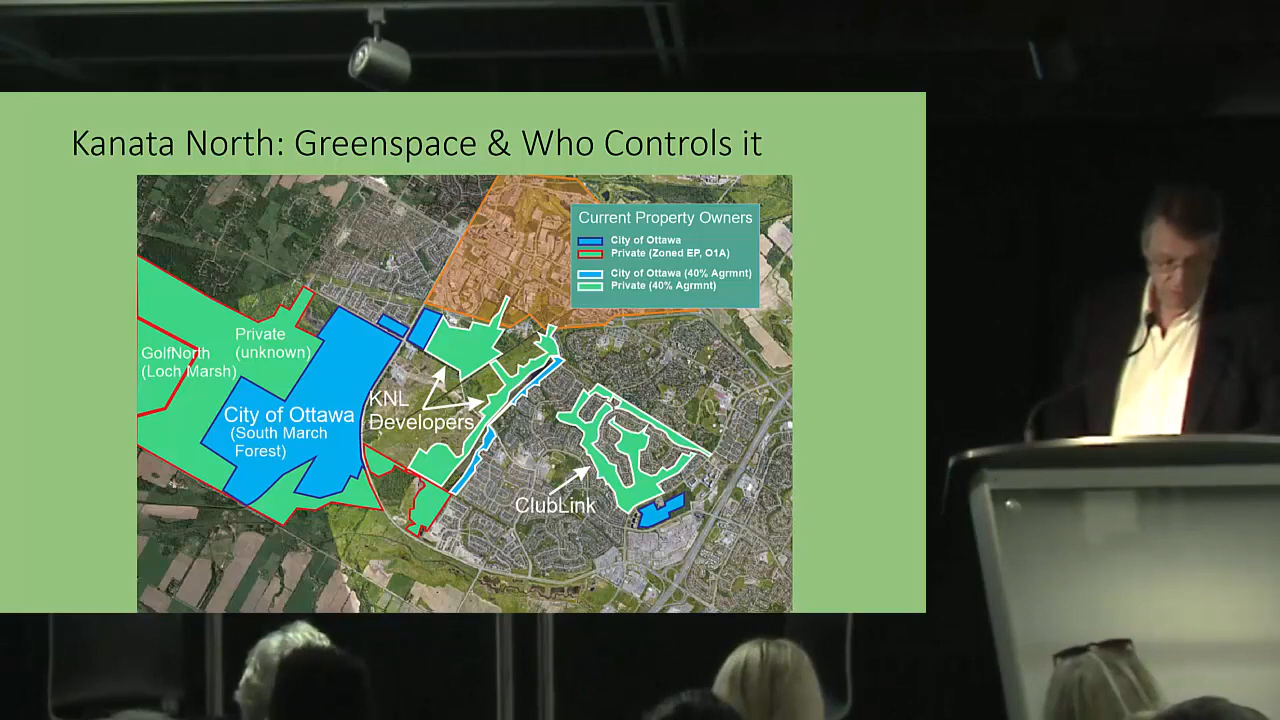 Kanata North: Greenspace & Who Controls it
Current Property Owners
City of Ottawa
Private (Zoned EP, O1A)
City of Ottawa (40% Agrmnt)
Private (40% Agrmnt)
Private
(unknown)
GolfNorth
(Loch Marsh)
KNL
Developers
City of Ottawa
(South March
Forest)
ClubLink